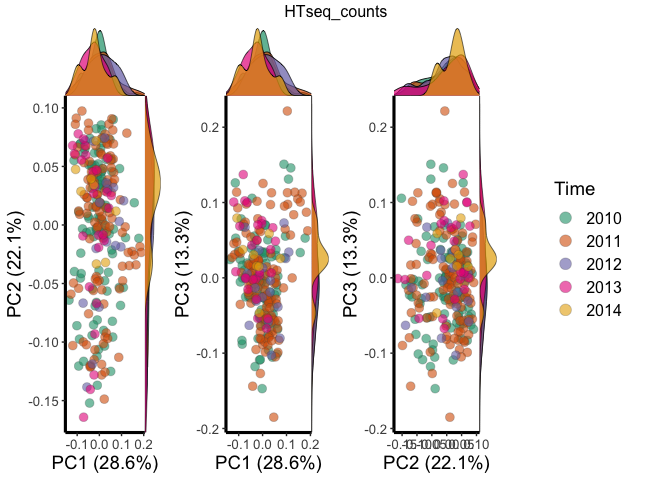 HTseq_counts
PC2 (22.1%)
0.10
0.05
0.00
-0.05
-0.10
-0.15
-0.1 0.0 0.1 0.2
PC1 (28.6%)
PC3 (13.3%)
0.2
0.1
0.0
-0.1
-0.2
-0.1 0.0 0.1 0.2
PC1 (28.6%)
PC3 (13.3%)
0.2
0.1
0.0
-0.1
-0.2
PC2 (22.1%)
Time
2010
2011
2012
2013
2014